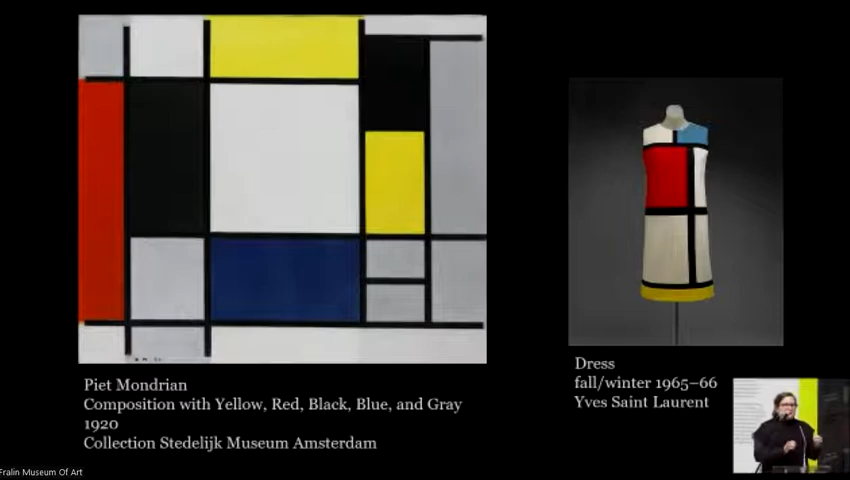 Piet Mondrian
Composition with Yellow, Red, Black, Blue, and Gray
1920
Collection Stedelijk Museum Amsterdam
Dress
fall/winter 1965–66
Yves Saint Laurent
Fralin Museum Of Art